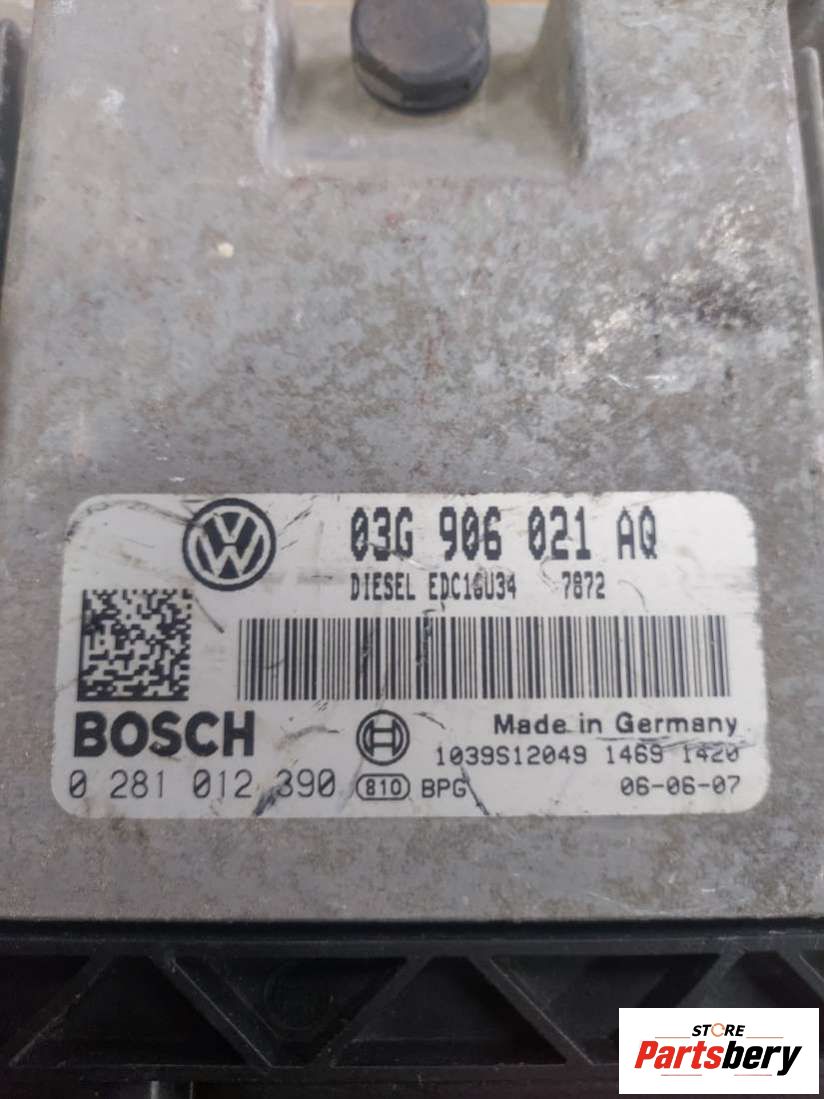 03G 906 021 AQ
DIESEL EDC16U34 7872
BOSCH
Made in Germany
1039S12049 1469 1420
0 281 012 390 810 BPG 06-06-07
STORE
Partsbery